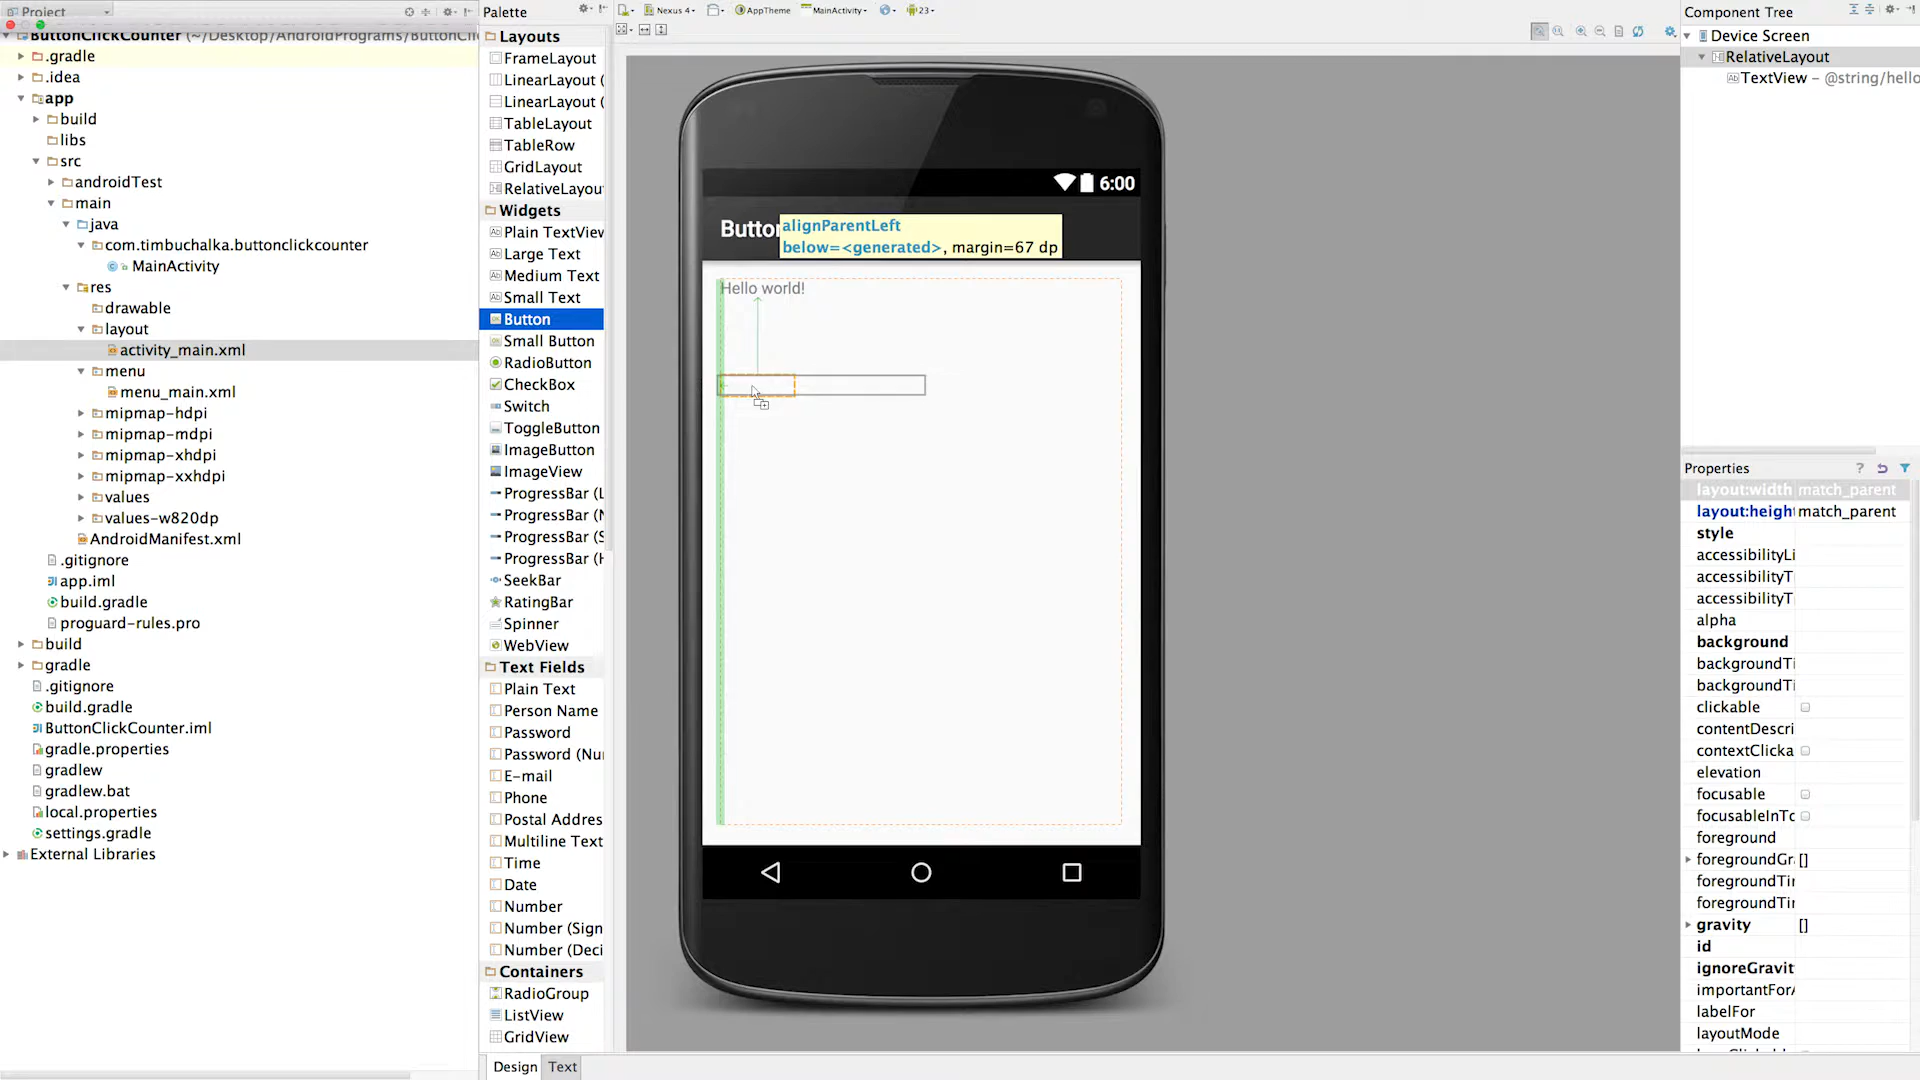 Project
ButtonClickCounter (~/Desktop/AndroidPrograms/ButtonCli
.gradle
.idea
app
build
libs
src
androidTest
main
java
com.timbuchalka.buttonclickcounter
MainActivity
res
drawable
layout
activity_main.xml
menu
menu_main.xml
mipmap-hdpi
mipmap-mdpi
mipmap-xhdpi
mipmap-xxhdpi
values
values-w820dp
AndroidManifest.xml
.gitignore
app.iml
build.gradle
proguard-rules.pro
build
gradle
.gitignore
build.gradle
ButtonClickCounter.iml
gradle.properties
gradlew
gradlew.bat
local.properties
settings.gradle
External Libraries
Palette
Layouts
FrameLayout
LinearLayout (
LinearLayout (
TableLayout
TableRow
GridLayout
RelativeLayou
Widgets
Plain TextView
Large Text
Medium Text
Small Text
Button
Small Button
RadioButton
CheckBox
Switch
ToggleButton
ImageButton
ImageView
ProgressBar (L
ProgressBar (N
ProgressBar (S
ProgressBar (H
SeekBar
RatingBar
Spinner
WebView
Text Fields
Plain Text
Person Name
Password
Password (Nu
E-mail
Phone
Postal Addres
Multiline Text
Time
Date
Number
Number (Sign
Number (Deci
Containers
RadioGroup
ListView
GridView
Design Text
Nexus 4 AppTheme MainActivity 23
6:00
Button
alignParentLeft
below=<generated>, margin=67 dp
Hello world!
Component Tree
Device Screen
RelativeLayout
TextView - @string/hello
Properties
layout:width match_parent
layout:height match_parent
style
accessibilityLi
accessibilityT
accessibilityT
alpha
background
backgroundTi
backgroundTi
clickable
contentDescri
contextClicka
elevation
focusable
focusableInTo
foreground
foregroundGr []
foregroundTir
foregroundTir
gravity []
id
ignoreGravit
importantForA
labelFor
layoutMode